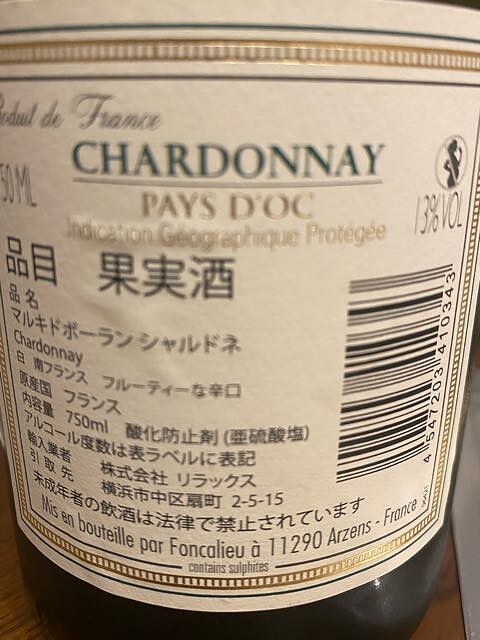 Produit de France
CHARDONNAY
50 ML
PAYS D'OC
13% VOL
Indication Géographique Protégée
品目 果実酒
品名
マルキドボーラン シャルドネ
Chardonnay
白 南フランス フルーティーな辛口
原産国 フランス
内容量 750ml 酸化防止剤 (亜硫酸塩)
アルコール度数は表ラベルに表記
輸入業者 株式会社 リラックス
引取先 横浜市中区扇町 2-5-15
未成年者の飲酒は法律で禁止されています
Mis en bouteille par Foncalieu à 11290 Arzens - France
contains sulphites
4 547203 410343